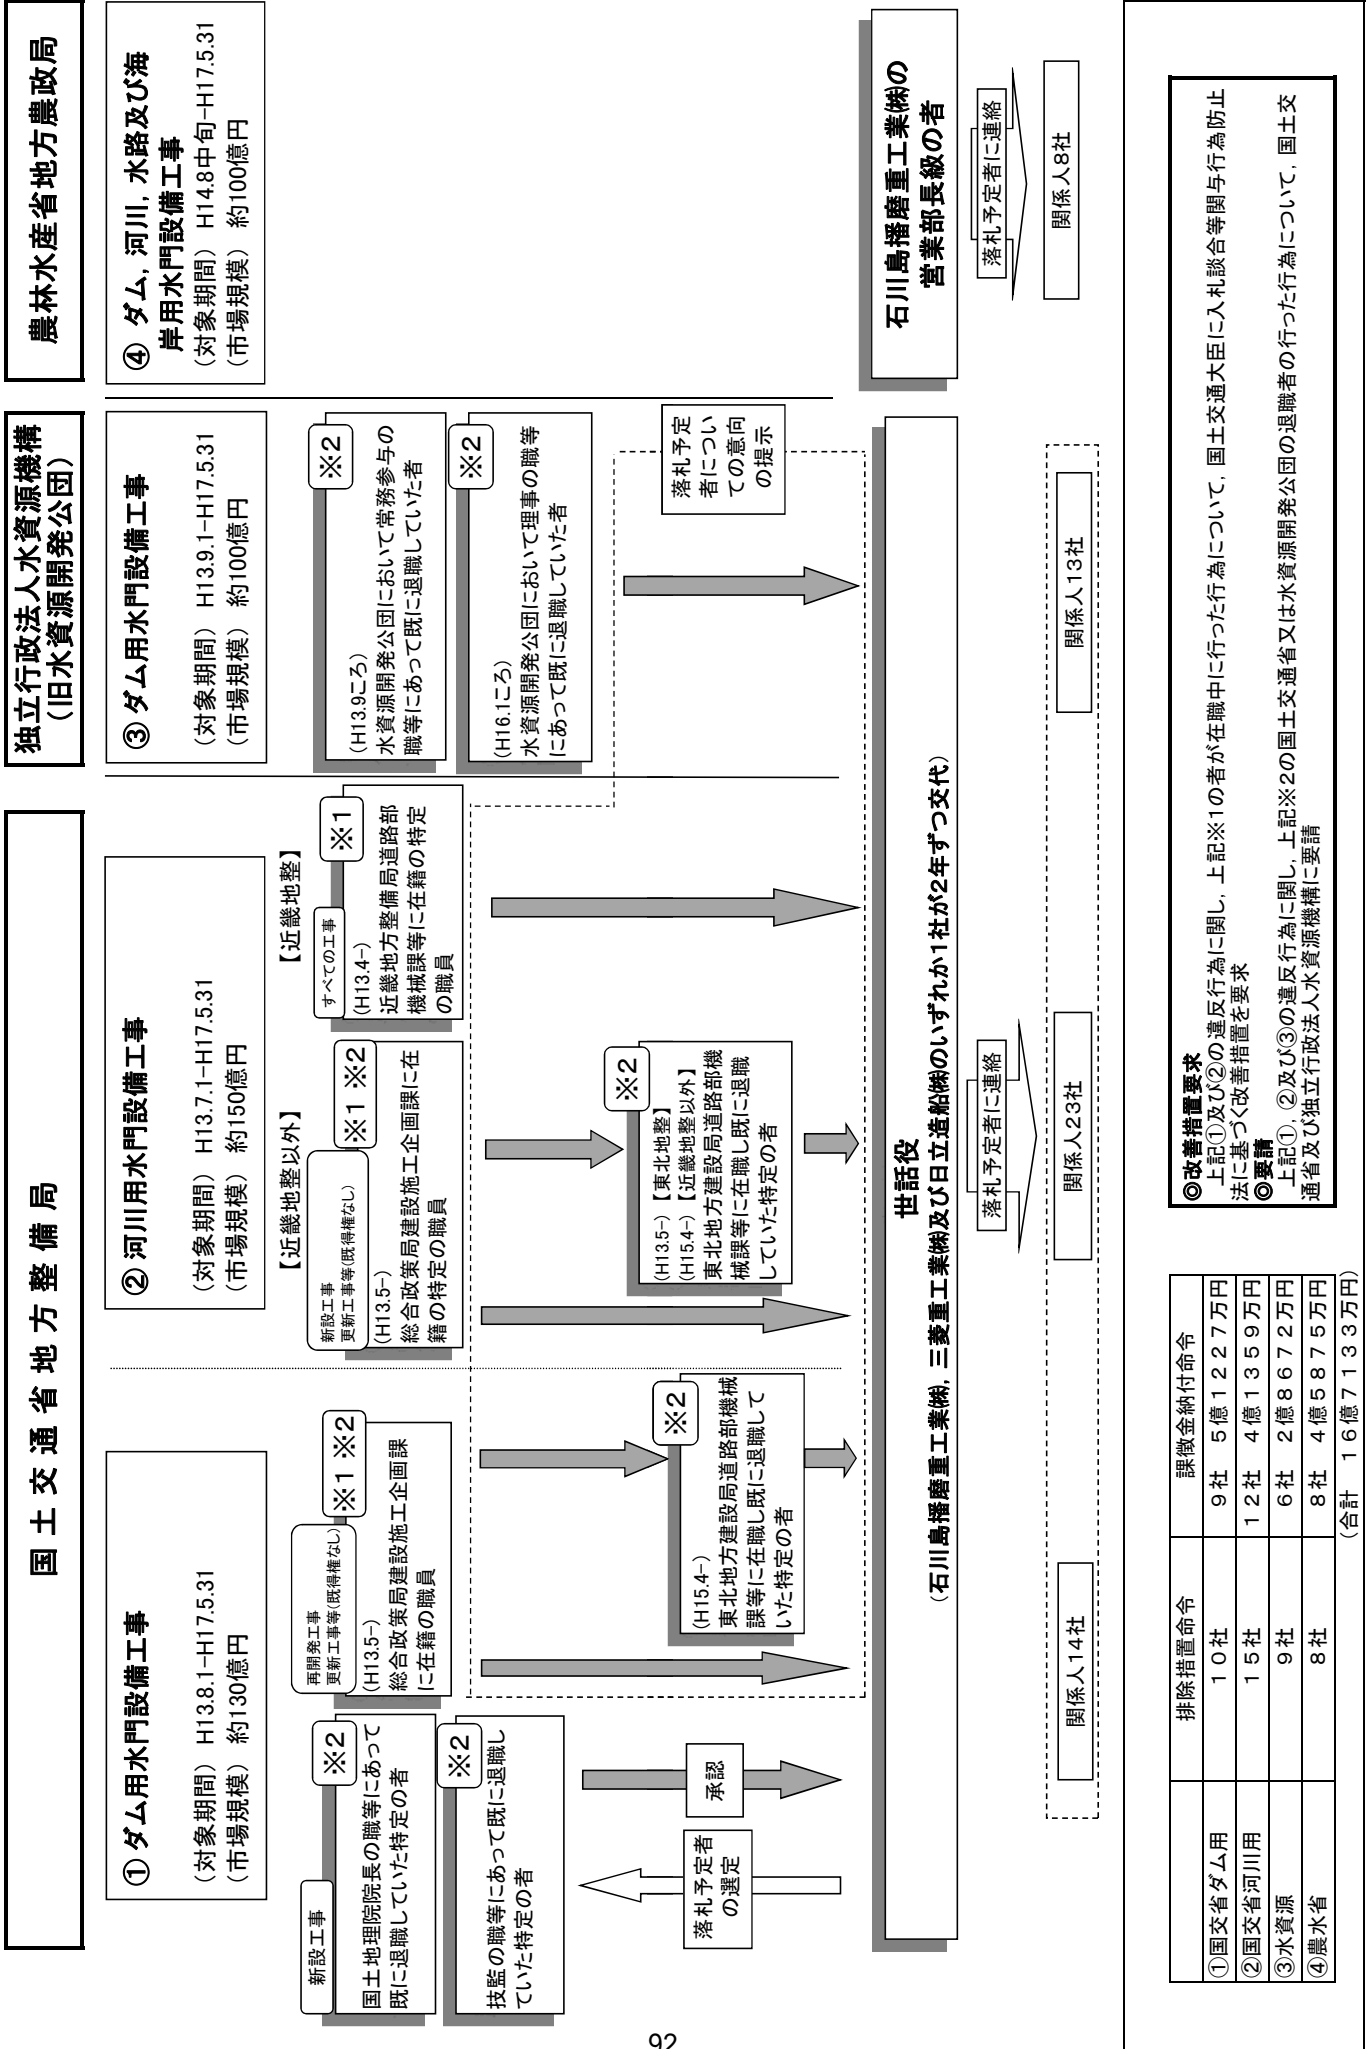 国土交通省地方整備局
独立行政法人水資源機構
（旧水資源開発公団）
農林水産省地方農政局
① ダム用水門設備工事
（対象期間） H13.8.1-H17.5.31
（市場規模） 約130億円
② 河川用水門設備工事
（対象期間） H13.7.1-H17.5.31
（市場規模） 約150億円
③ ダム用水門設備工事
（対象期間） H13.9.1-H17.5.31
（市場規模） 約100億円
④ ダム，河川，水路及び海
岸用水門設備工事
（対象期間） H14.8中旬-H17.5.31
（市場規模） 約100億円
新設工事
※2
国土地理院院長の職等にあって
既に退職していた特定の者
※2
技監の職等にあって既に退職し
ていた特定の者
落札予定者
の選定
承認
再開発工事
更新工事等(既得権なし)
※1 ※2
(H13.5-)
総合政策局建設施工企画課
に在籍の職員
※2
(H15.4-)
東北地方建設局道路部機械
課等に在職し既に退職して
いた特定の者
【近畿地整以外】
新設工事
更新工事等(既得権なし)
※1 ※2
(H13.5-)
総合政策局建設施工企画課に在
籍の特定の職員
※2
(H13.5-)【東北地整】
(H15.4-)【近畿地整以外】
東北地方建設局道路部機
械課等に在職し既に退職
していた特定の者
【近畿地整】
すべての工事
※1
(H13.4-)
近畿地方整備局道路部
機械課等に在籍の特定
の職員
※2
(H13.9ころ)
水資源開発公団において常務参与の
職等にあって既に退職していた者
※2
(H16.1ころ)
水資源開発公団において理事の職等
にあって既に退職していた者
落札予定
者につい
ての意向
の提示
世話役
（石川島播磨重工業㈱，三菱重工業㈱及び日立造船㈱のいずれか1社が2年ずつ交代）
石川島播磨重工業㈱の
営業部長級の者
落札予定者に連絡
落札予定者に連絡
関係人14社
関係人23社
関係人13社
関係人8社
排除措置命令 課徴金納付命令
①国交省ダム用 １０社 ９社 ５億１２２７万円
②国交省河川用 １５社 １２社 ４億１３５９万円
③水資源 ９社 ６社 ２億８６７２万円
④農水省 ８社 ８社 ４億５８７５万円
（合計 １６億７１３３万円）
◎改善措置要求
上記①及び②の違反行為に関し，上記※1の者が在職中に行った行為について，国土交通大臣に入札談合等関与行為防止
法に基づく改善措置を要求
◎要請
上記①，②及び③の違反行為に関し，上記※2の国土交通省又は水資源開発公団の退職者の行った行為について，国土交
通省及び独立行政法人水資源機構に要請
92